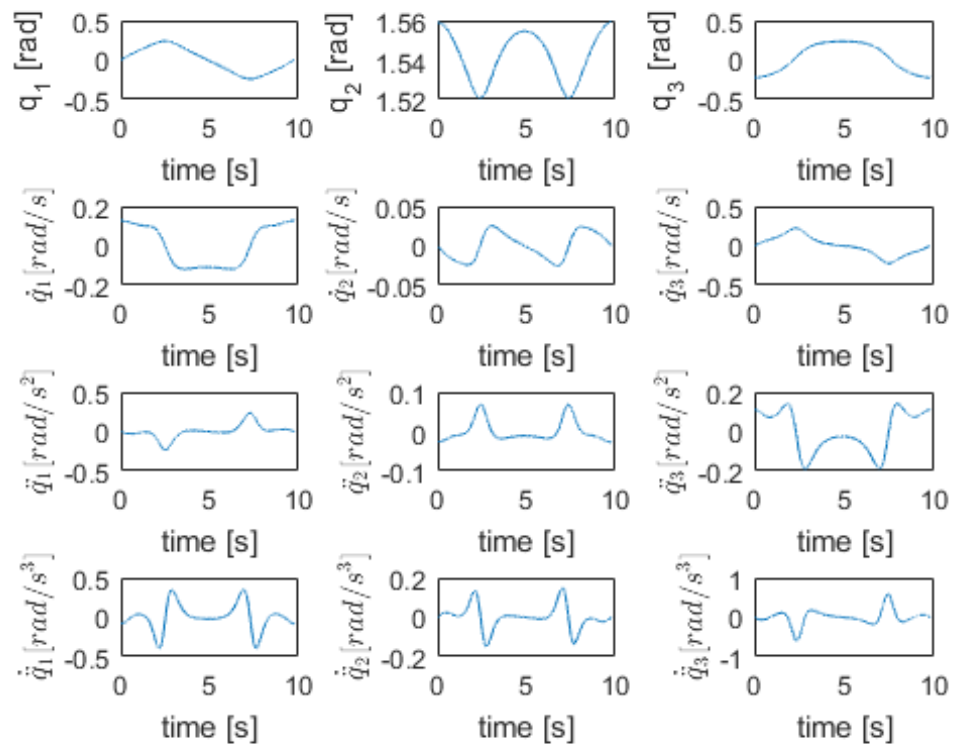 q₁ [rad]
0.5
0
-0.5
0 5 10
time [s]
q₂ [rad]
1.56
1.54
1.52
0 5 10
time [s]
q₃ [rad]
0.5
0
-0.5
0 5 10
time [s]
q̇₁[rad/s]
0.2
0
-0.2
0 5 10
time [s]
q̇₂[rad/s]
0.05
0
-0.05
0 5 10
time [s]
q̇₃[rad/s]
0.5
0
-0.5
0 5 10
time [s]
q̈₁[rad/s²]
0.5
0
-0.5
0 5 10
time [s]
q̈₂[rad/s²]
0.1
0
-0.1
0 5 10
time [s]
q̈₃[rad/s²]
0.2
0
-0.2
0 5 10
time [s]
q⃛₁[rad/s³]
0.5
0
-0.5
0 5 10
time [s]
q⃛₂[rad/s³]
0.2
0
-0.2
0 5 10
time [s]
q⃛₃[rad/s³]
1
0
-1
0 5 10
time [s]